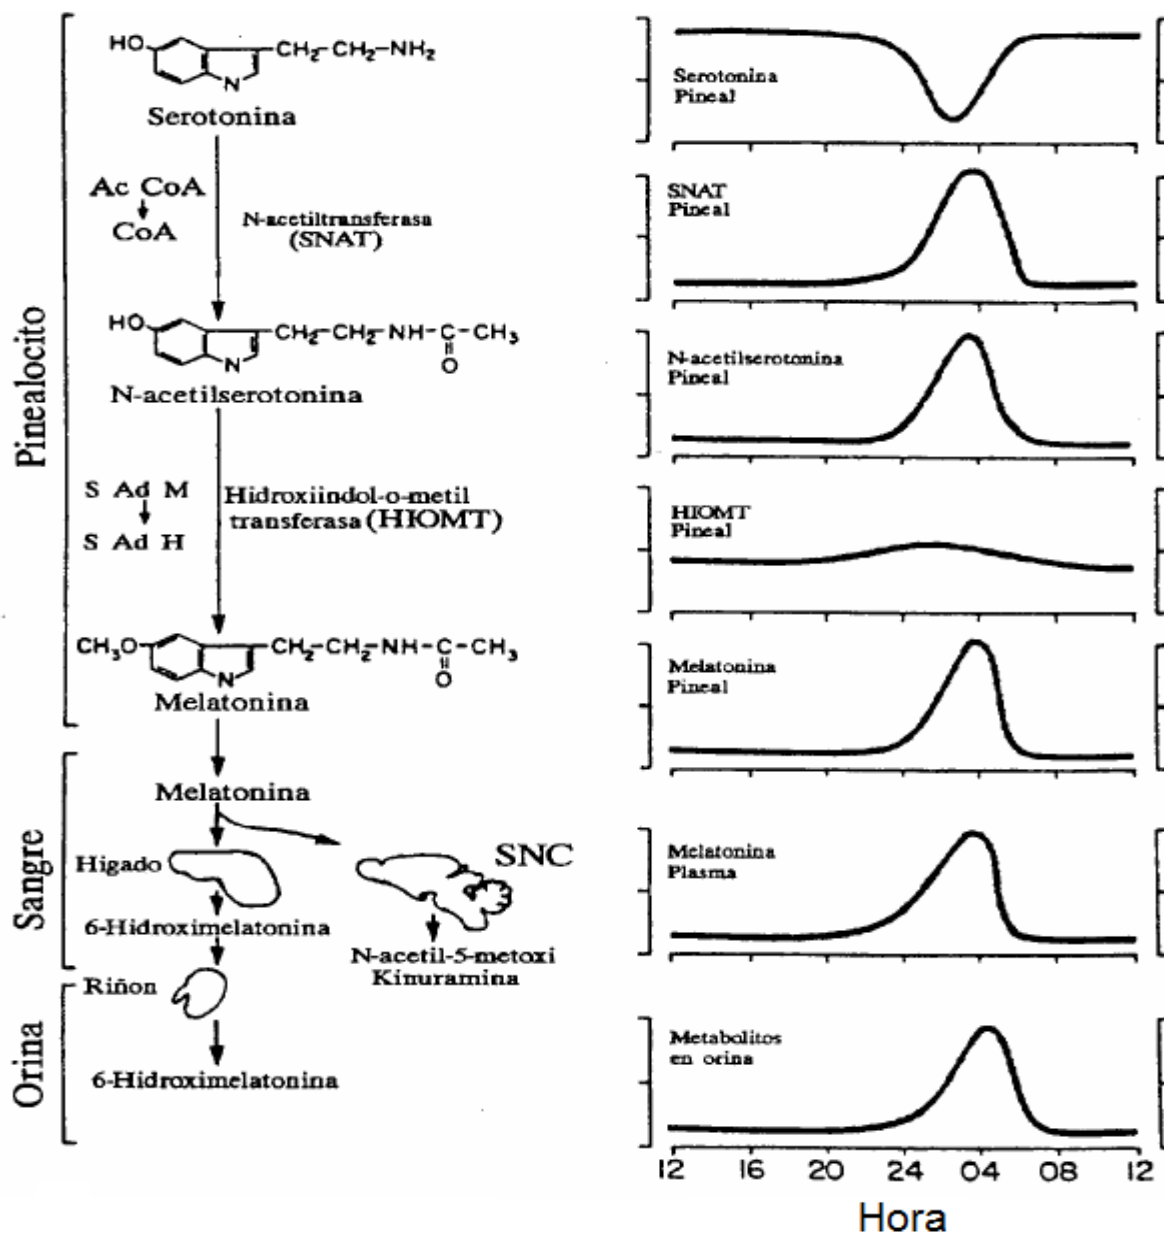 Pinealocito
HO
CH2-CH2-NH2
N
Serotonina
Ac CoA
CoA
N-acetiltransferasa
(SNAT)
HO
CH2-CH2-NH-C-CH3
O
N
N-acetilserotonina
S Ad M
S Ad H
Hidroxiindol-o-metil
transferasa (HIOMT)
CH3O
CH2-CH2-NH-C-CH3
O
N
Melatonina
Sangre
Melatonina
Higado
SNC
6-Hidroximelatonina
N-acetil-5-metoxi
Kinuramina
Orina
Riñon
6-Hidroximelatonina
Serotonina
Pineal
SNAT
Pineal
N-acetilserotonina
Pineal
HIOMT
Pineal
Melatonina
Pineal
Melatonina
Plasma
Metabolitos
en orina
12 16 20 24 04 08 12
Hora